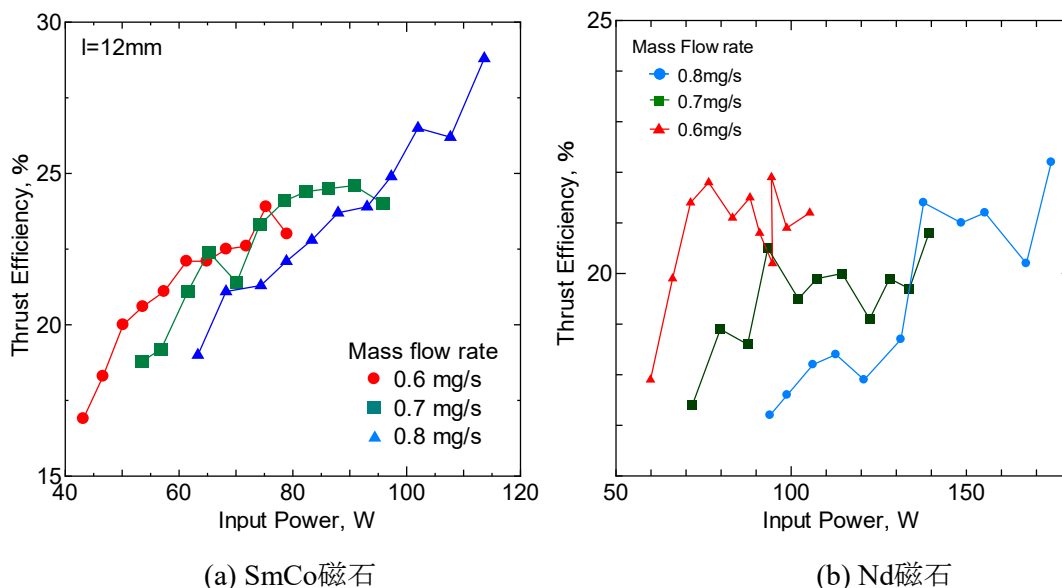 30
25
20
15
Thrust Efficiency, %
l=12mm
Mass flow rate
0.6 mg/s
0.7 mg/s
0.8 mg/s
40 60 80 100 120
Input Power, W
(a) SmCo磁石
25
20
Thrust Efficiency, %
Mass Flow rate
0.8mg/s
0.7mg/s
0.6mg/s
50 100 150
Input Power, W
(b) Nd磁石